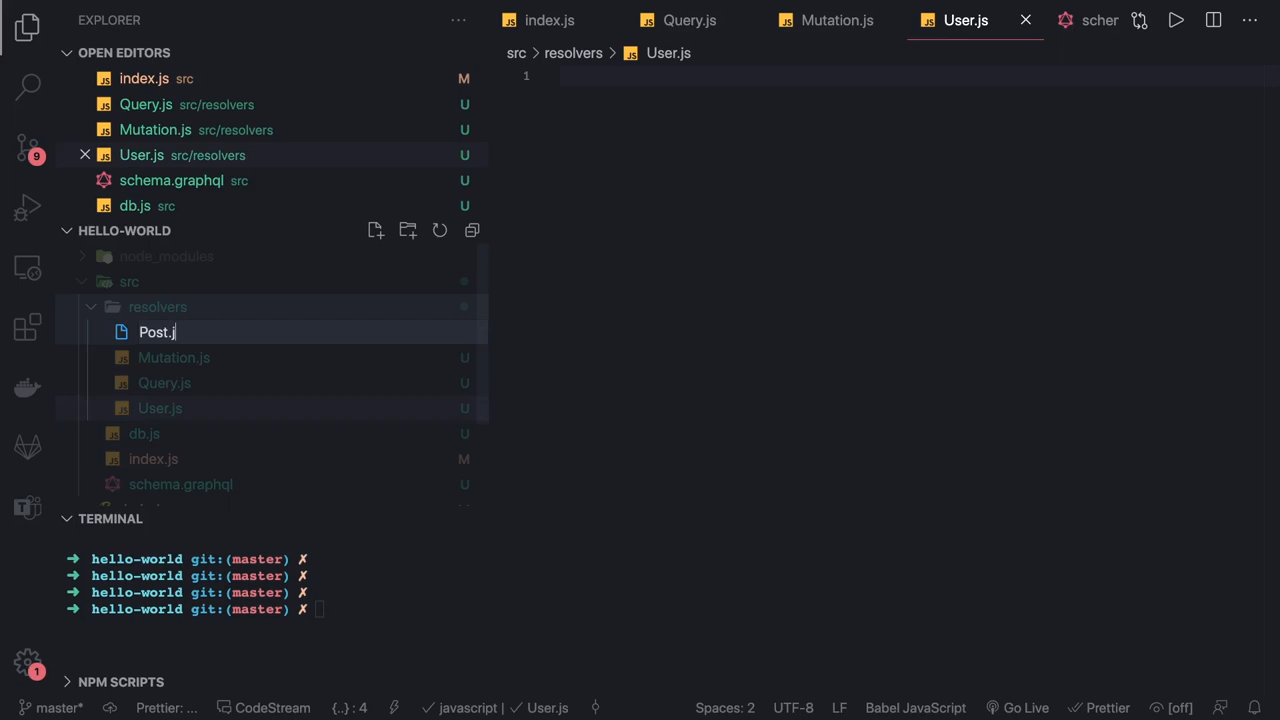 EXPLORER
index.js
Query.js
Mutation.js
User.js
scher
OPEN EDITORS
src
resolvers
User.js
index.js src M
1
Query.js src/resolvers U
Mutation.js src/resolvers U
User.js src/resolvers U
schema.graphql src U
db.js src U
9
HELLO-WORLD
node_modules
src
resolvers
Post.j
Mutation.js U
Query.js U
User.js U
db.js U
index.js M
schema.graphql U
TERMINAL
➜ hello-world git:(master) ✗
➜ hello-world git:(master) ✗
➜ hello-world git:(master) ✗
➜ hello-world git:(master) ✗
1
NPM SCRIPTS
master* Prettier: ... CodeStream {..} : 4 javascript | User.js Spaces: 2 UTF-8 LF Babel JavaScript Go Live Prettier [off]